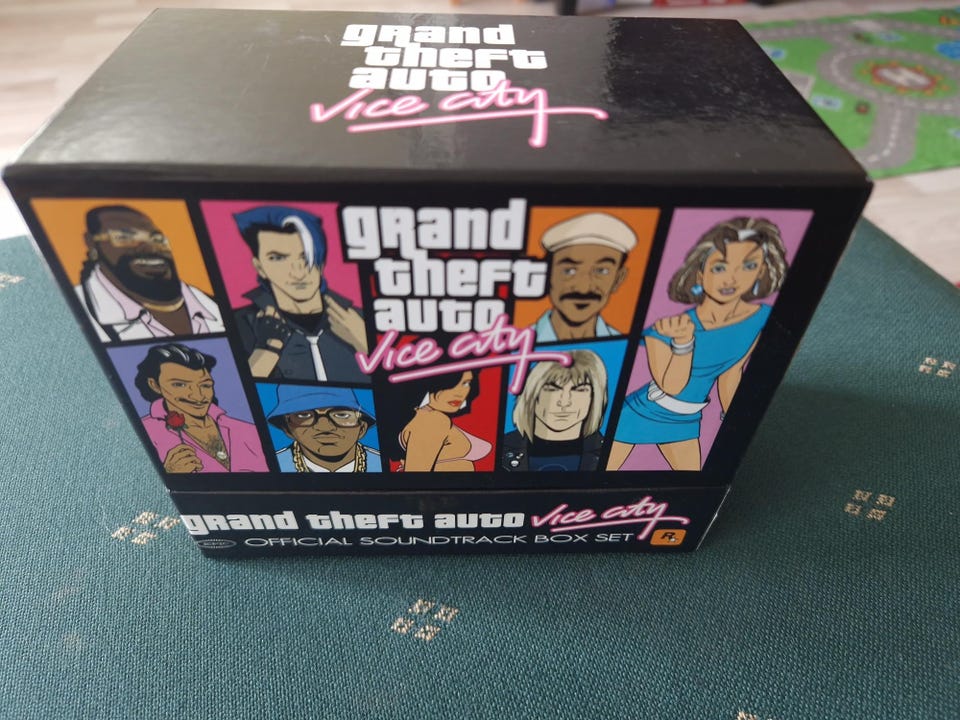 grand
theft
auto
Vice City
grand
theft
auto
Vice City
grand theft auto Vice City
EPIC OFFICIAL SOUNDTRACK BOX SET R★